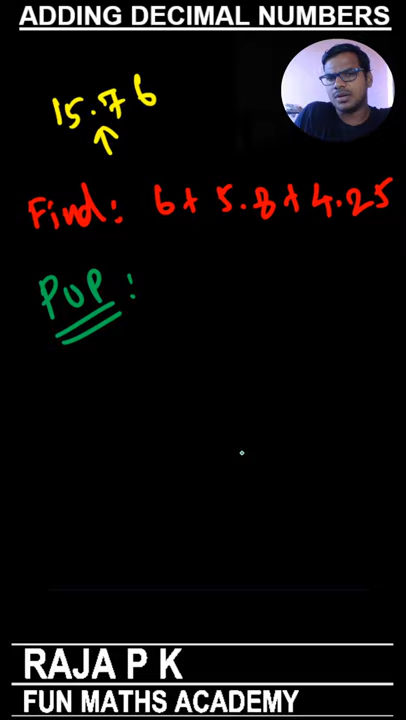 ADDING DECIMAL NUMBERS
15.76
Find: 6+ 5.8+4.25
PUP:
RAJA P K
FUN MATHS ACADEMY